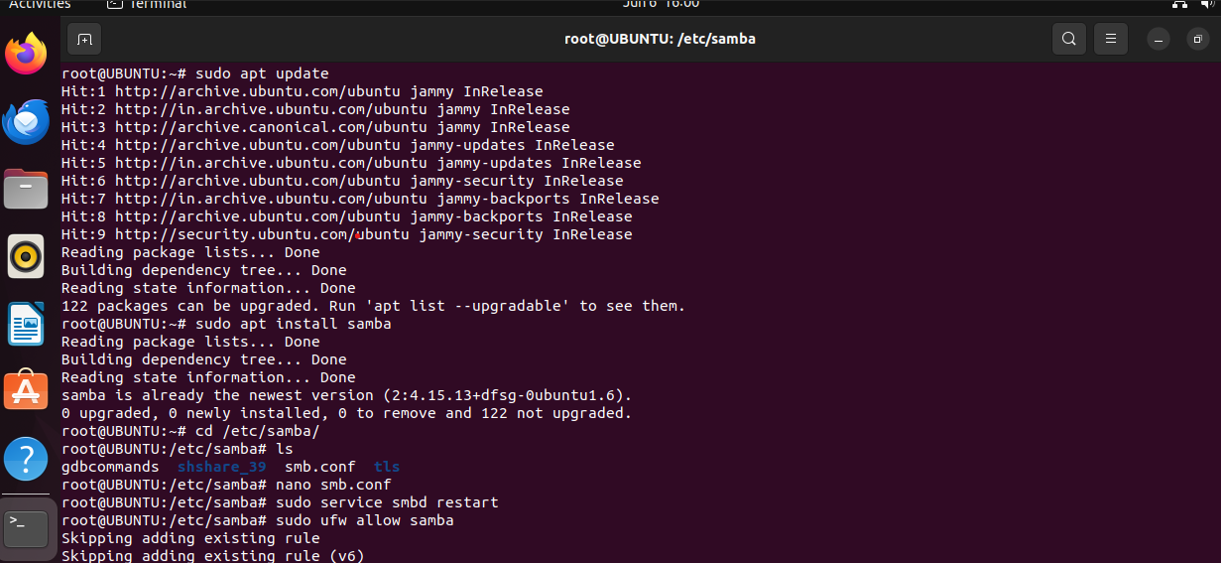 Activities Terminal Jun 6 16:00
root@UBUNTU: /etc/samba
root@UBUNTU:~# sudo apt update
Hit:1 http://archive.ubuntu.com/ubuntu jammy InRelease
Hit:2 http://in.archive.ubuntu.com/ubuntu jammy InRelease
Hit:3 http://archive.canonical.com/ubuntu jammy InRelease
Hit:4 http://archive.ubuntu.com/ubuntu jammy-updates InRelease
Hit:5 http://in.archive.ubuntu.com/ubuntu jammy-updates InRelease
Hit:6 http://archive.ubuntu.com/ubuntu jammy-security InRelease
Hit:7 http://in.archive.ubuntu.com/ubuntu jammy-backports InRelease
Hit:8 http://archive.ubuntu.com/ubuntu jammy-backports InRelease
Hit:9 http://security.ubuntu.com/ubuntu jammy-security InRelease
Reading package lists... Done
Building dependency tree... Done
Reading state information... Done
122 packages can be upgraded. Run 'apt list --upgradable' to see them.
root@UBUNTU:~# sudo apt install samba
Reading package lists... Done
Building dependency tree... Done
Reading state information... Done
samba is already the newest version (2:4.15.13+dfsg-0ubuntu1.6).
0 upgraded, 0 newly installed, 0 to remove and 122 not upgraded.
root@UBUNTU:~# cd /etc/samba/
root@UBUNTU:/etc/samba# ls
gdbcommands shshare_39 smb.conf tls
root@UBUNTU:/etc/samba# nano smb.conf
root@UBUNTU:/etc/samba# sudo service smbd restart
root@UBUNTU:/etc/samba# sudo ufw allow samba
Skipping adding existing rule
Skipping adding existing rule (v6)